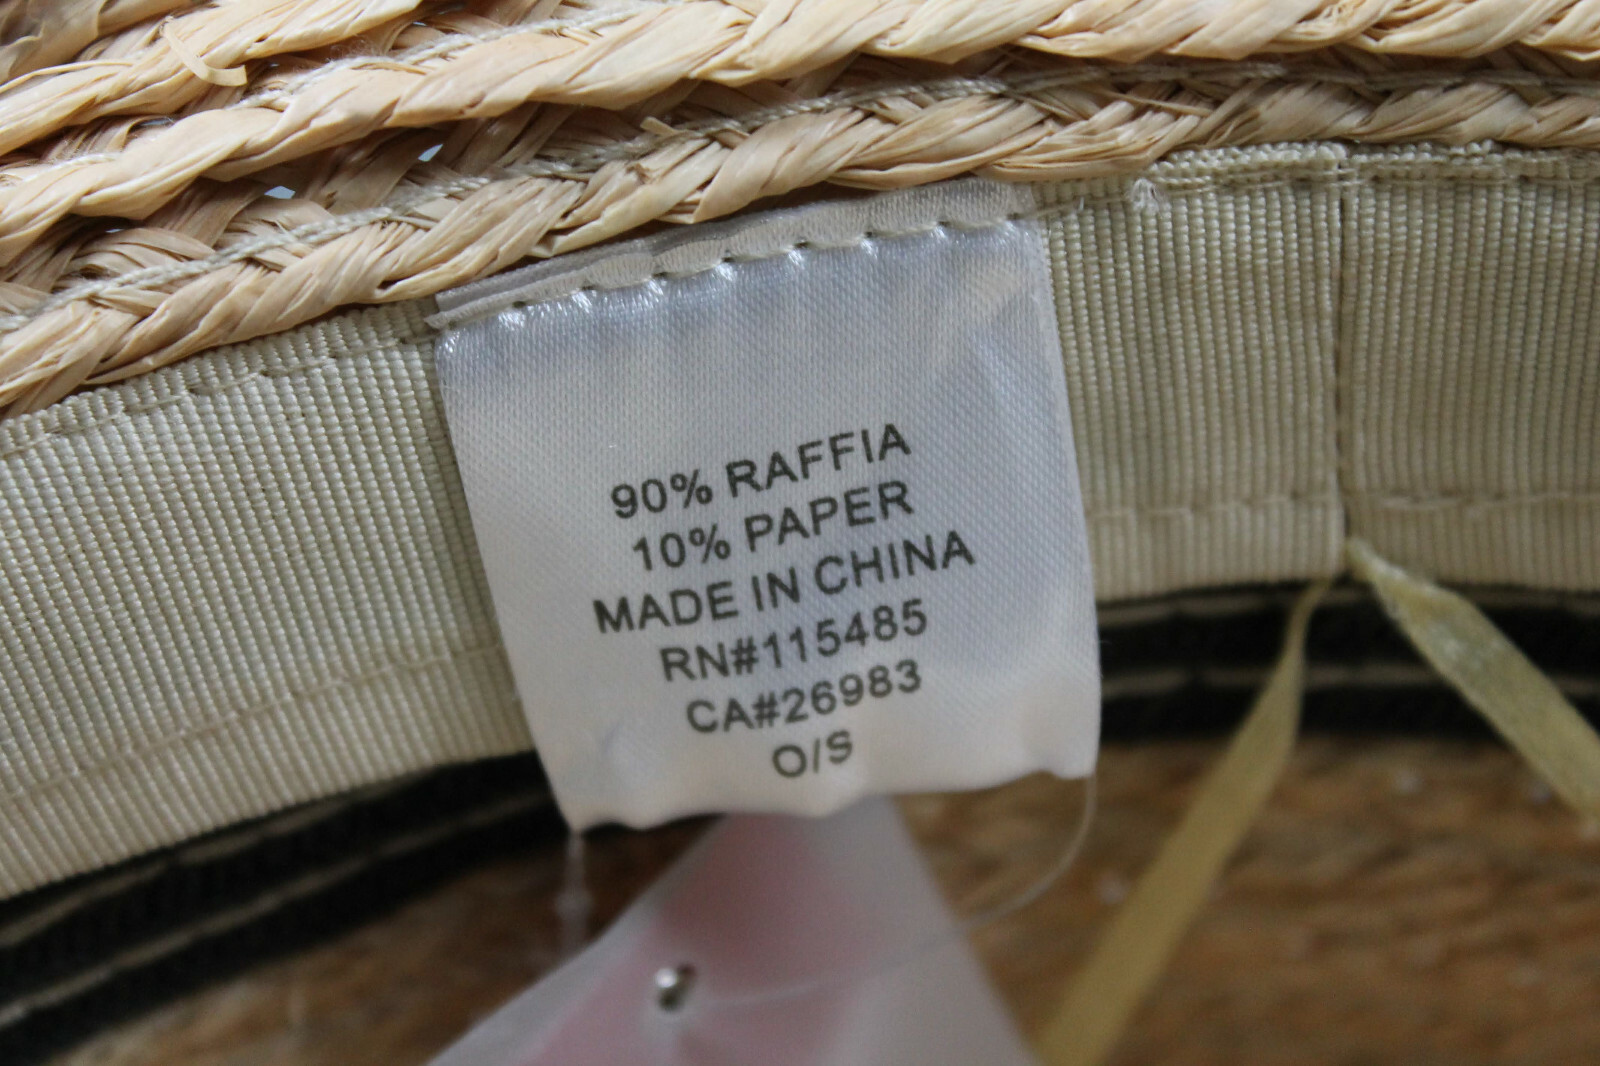 90% RAFFIA
10% PAPER
MADE IN CHINA
RN#115485
CA#26983
O/S